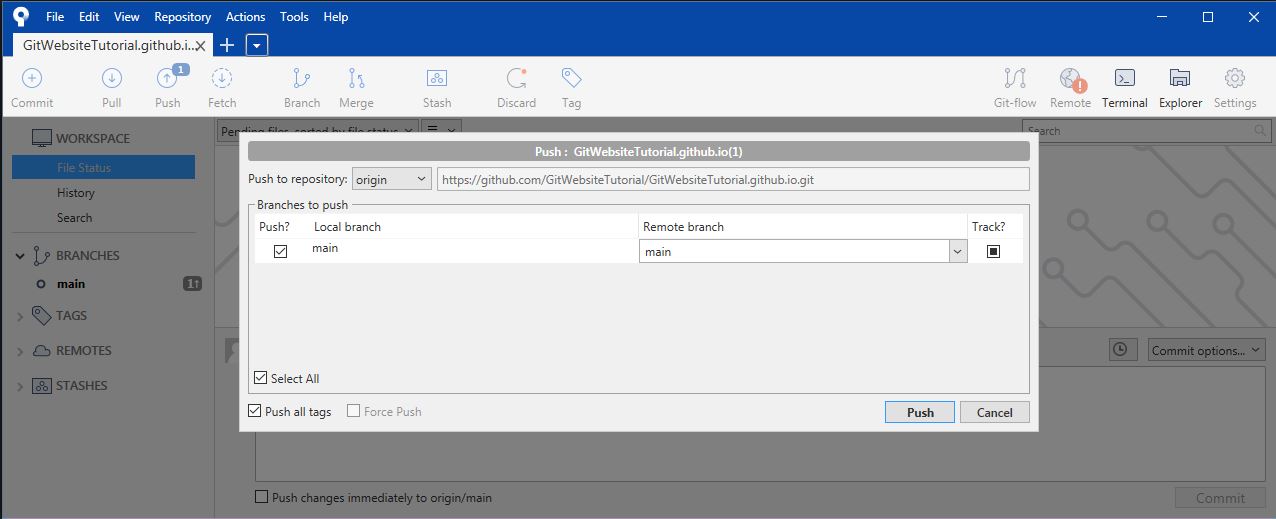 File Edit View Repository Actions Tools Help
GitWebsiteTutorial.github.i...
1
Commit Pull Push Fetch Branch Merge Stash Discard Tag Git-flow Remote Terminal Explorer Settings
WORKSPACE
File Status
History
Search
BRANCHES
main 1↑
TAGS
REMOTES
STASHES
Pending files, sorted by file status
Search
Push : GitWebsiteTutorial.github.io(1)
Push to repository: origin https://github.com/GitWebsiteTutorial/GitWebsiteTutorial.github.io.git
Branches to push
Push? Local branch Remote branch Track?
main main
Select All
Push all tags Force Push Push Cancel
Commit options...
Push changes immediately to origin/main
Commit